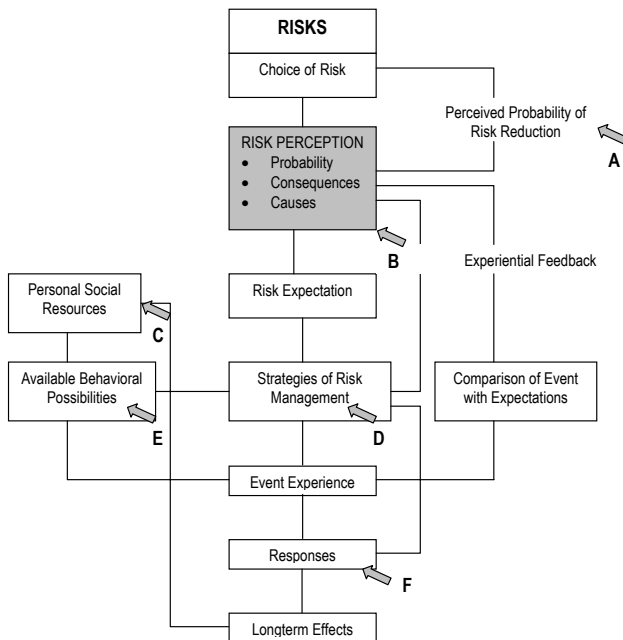 RISKS
Choice of Risk
Perceived Probability of
Risk Reduction
A
RISK PERCEPTION
• Probability
• Consequences
• Causes
B
Experiential Feedback
Personal Social
Resources
C
Risk Expectation
Available Behavioral
Possibilities
E
Strategies of Risk
Management
D
Comparison of Event
with Expectations
Event Experience
Responses
F
Longterm Effects